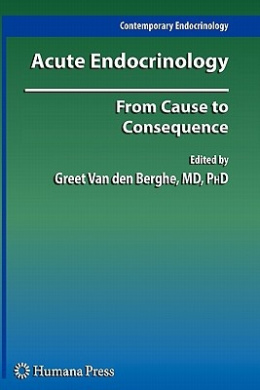 Contemporary Endocrinology
Acute Endocrinology
From Cause to
Consequence
Edited by
Greet Van den Berghe, MD, PhD
Humana Press